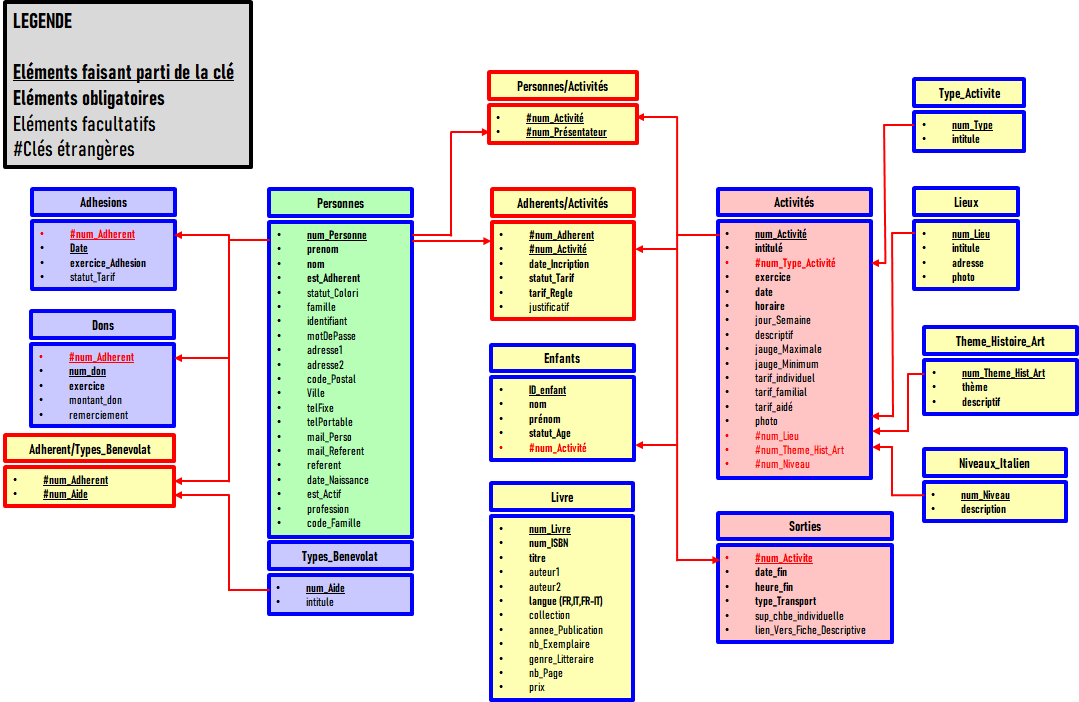 LEGENDE
Eléments faisant parti de la clé
Eléments obligatoires
Eléments facultatifs
#Clés étrangères
Adhesions
#num_Adherent
Date
exercice_Adhesion
statut_Tarif
Dons
#num_Adherent
num_don
exercice
montant_don
remerciement
Adherent/Types_Benevolat
#num_Adherent
#num_Aide
Personnes
num_Personne
prenom
nom
est_Adherent
statut_Colori
famille
identifiant
motDePasse
adresse1
adresse2
code_Postal
Ville
telFixe
telPortable
mail_Perso
mail_Referent
referent
date_Naissance
est_Actif
profession
code_Famille
Types_Benevolat
num_Aide
intitule
Personnes/Activités
#num_Activité
#num_Présentateur
Adherents/Activités
#num_Adherent
#num_Activité
date_Incription
statut_Tarif
tarif_Regle
justificatif
Enfants
ID_enfant
nom
prénom
statut_Age
#num_Activité
Livre
num_Livre
num_ISBN
titre
auteur1
auteur2
langue (FR,IT,FR-IT)
collection
annee_Publication
nb_Exemplaire
genre_Litteraire
nb_Page
prix
Activités
num_Activité
intitulé
#num_Type_Activité
exercice
date
horaire
jour_Semaine
descriptif
jauge_Maximale
jauge_Minimum
tarif_individuel
tarif_familial
tarif_aidé
photo
#num_Lieu
#num_Theme_Hist_Art
#num_Niveau
Sorties
#num_Activite
date_fin
heure_fin
type_Transport
sup_chbe_individuelle
lien_Vers_Fiche_Descriptive
Type_Activite
num_Type
intitule
Lieux
num_Lieu
intitule
adresse
photo
Theme_Histoire_Art
num_Theme_Hist_Art
thème
descriptif
Niveaux_Italien
num_Niveau
description